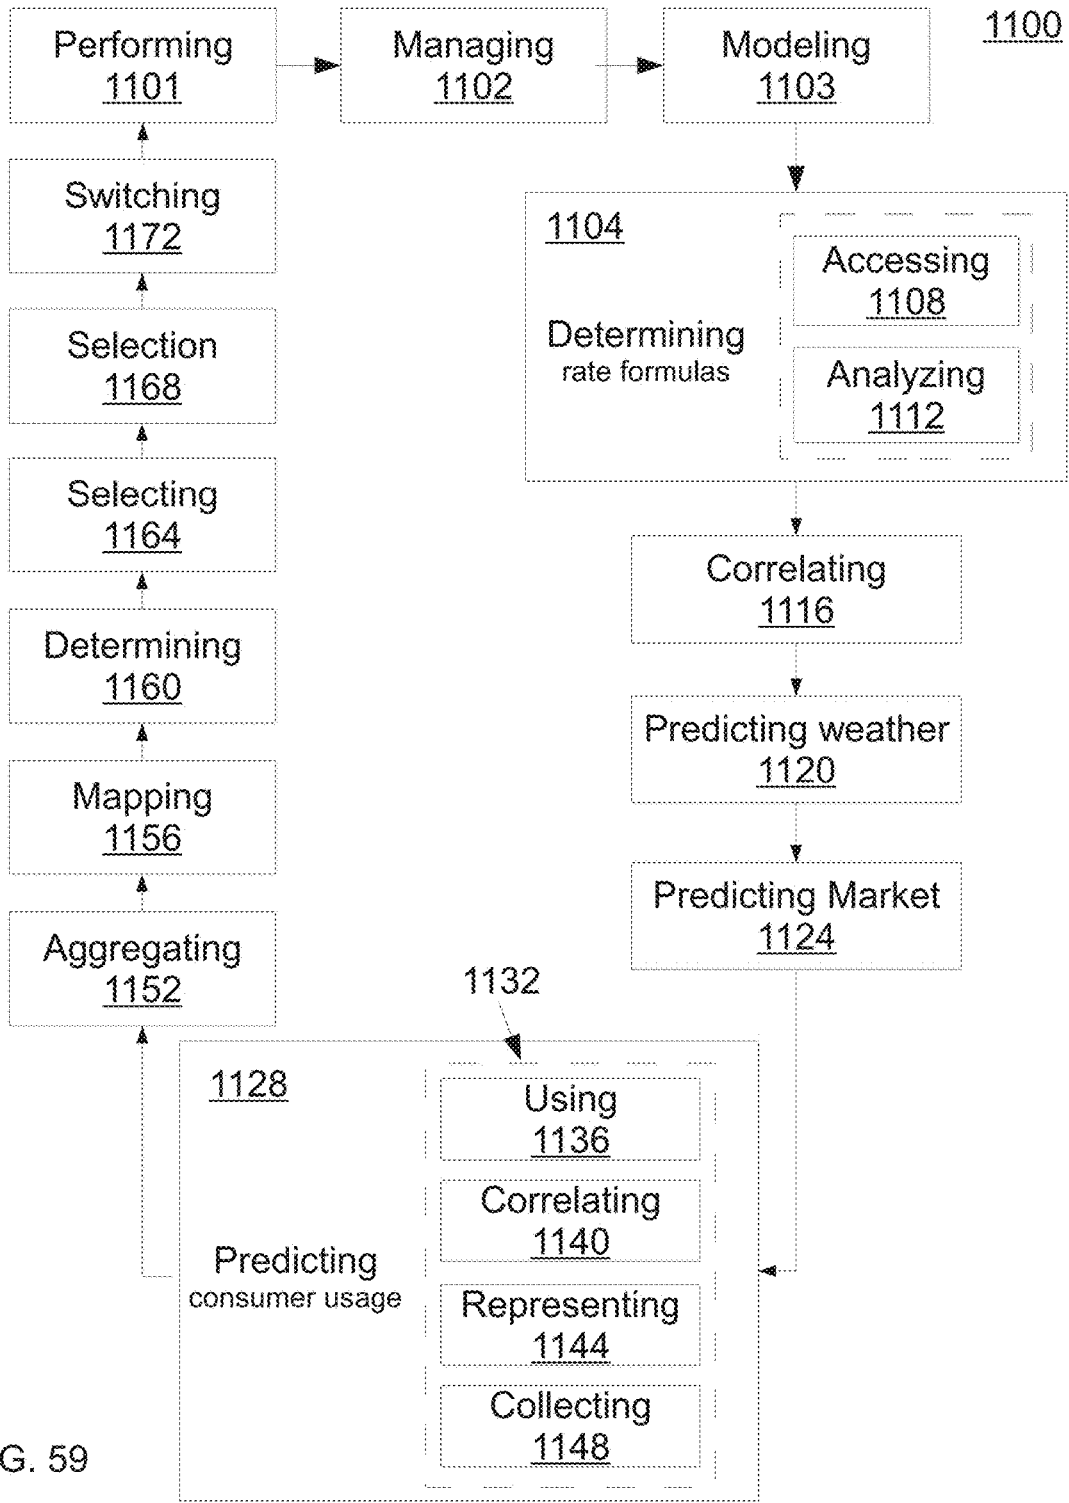 1100
Performing
1101
Managing
1102
Modeling
1103
Switching
1172
Selection
1168
Selecting
1164
Determining
1160
Mapping
1156
Aggregating
1152
1104
Determining
rate formulas
Accessing
1108
Analyzing
1112
Correlating
1116
Predicting weather
1120
Predicting Market
1124
1132
1128
Predicting
consumer usage
Using
1136
Correlating
1140
Representing
1144
Collecting
1148
G. 59